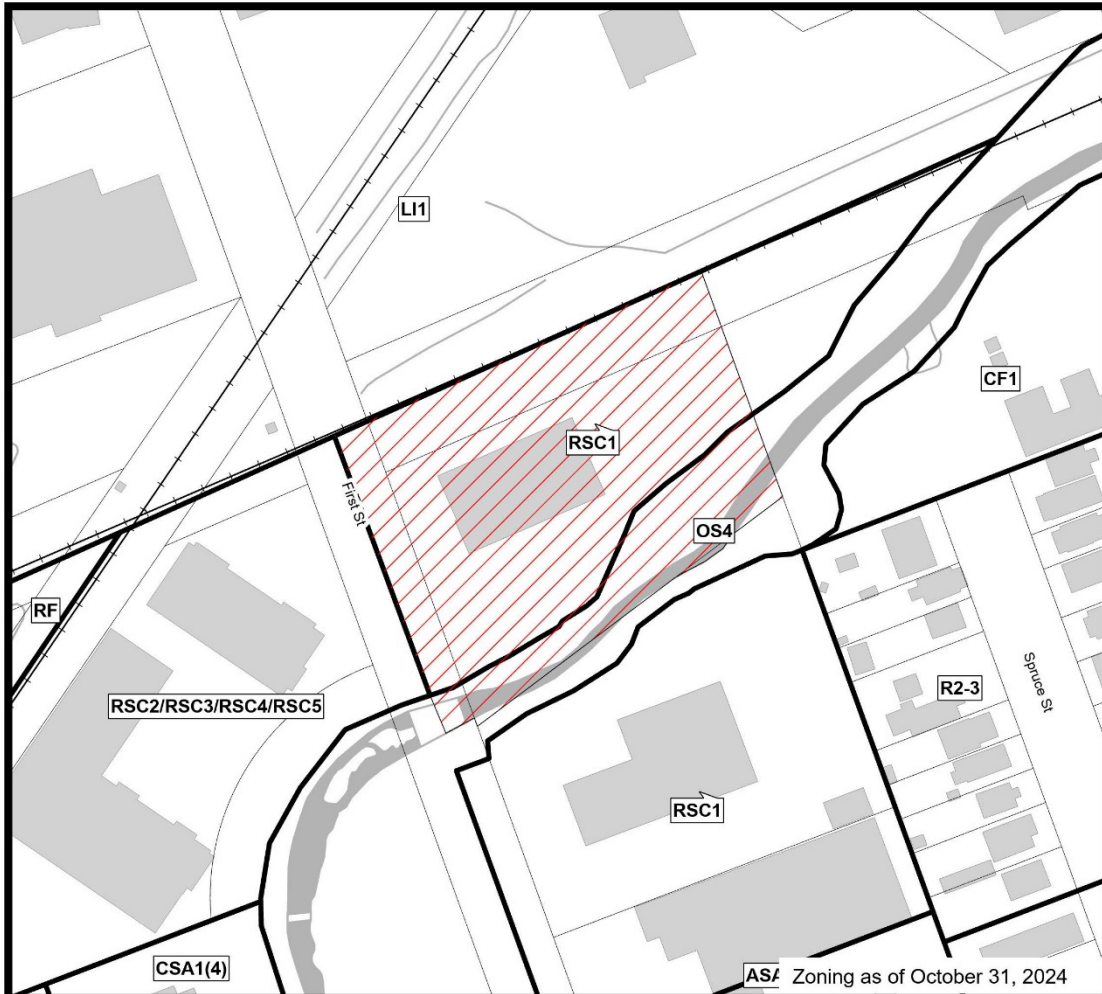 LI1
CF1
RSC1
First St
OS4
RF
Spruce St
R2-3
RSC2/RSC3/RSC4/RSC5
RSC1
CSA1(4)
ASA
Zoning as of October 31, 2024